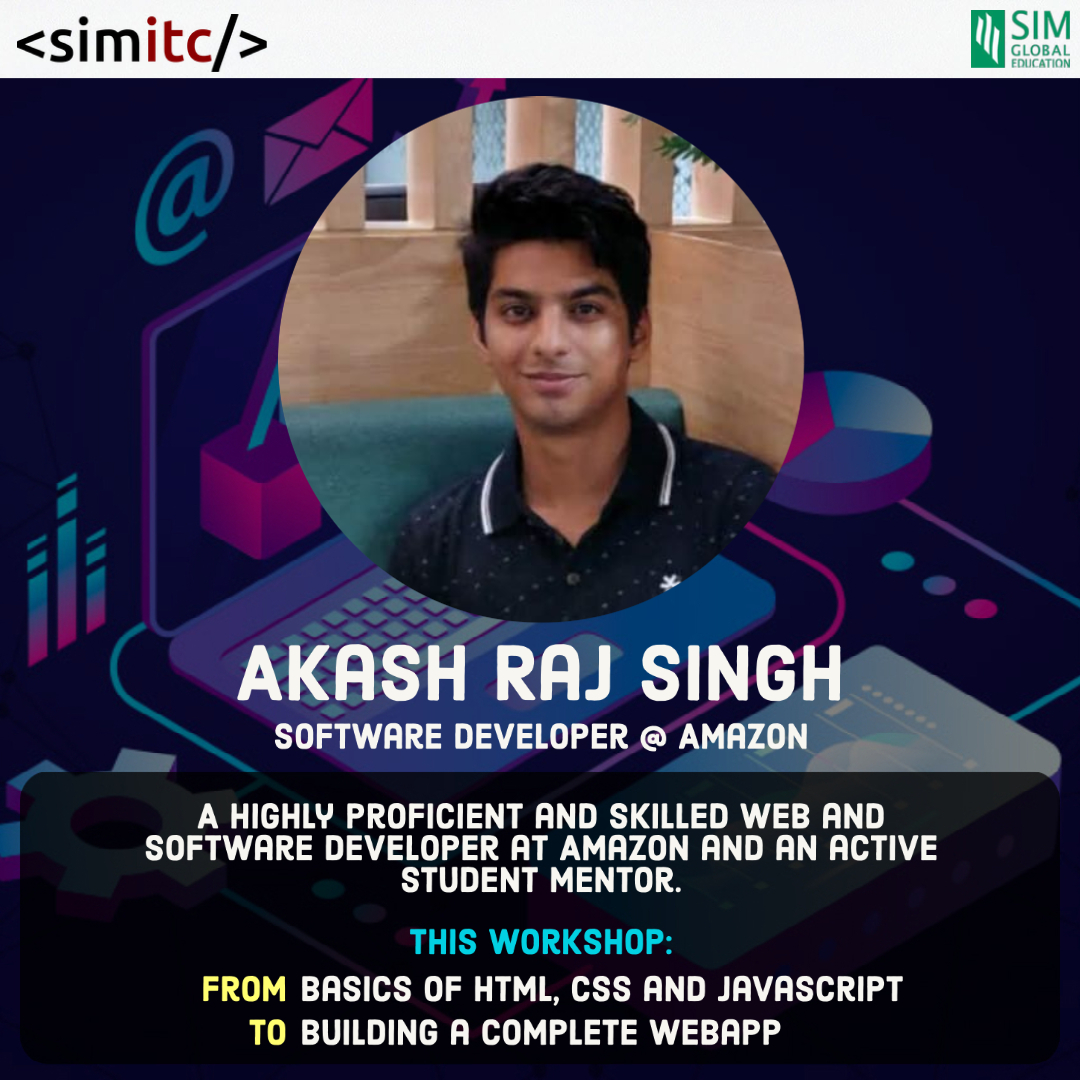 <simitc/>
SIM
GLOBAL
EDUCATION
@
AKASH RAJ SINGH
SOFTWARE DEVELOPER @ AMAZON
A HIGHLY PROFICIENT AND SKILLED WEB AND
SOFTWARE DEVELOPER AT AMAZON AND AN ACTIVE
STUDENT MENTOR.
THIS WORKSHOP:
FROM BASICS OF HTML, CSS AND JAVASCRIPT
TO BUILDING A COMPLETE WEBAPP